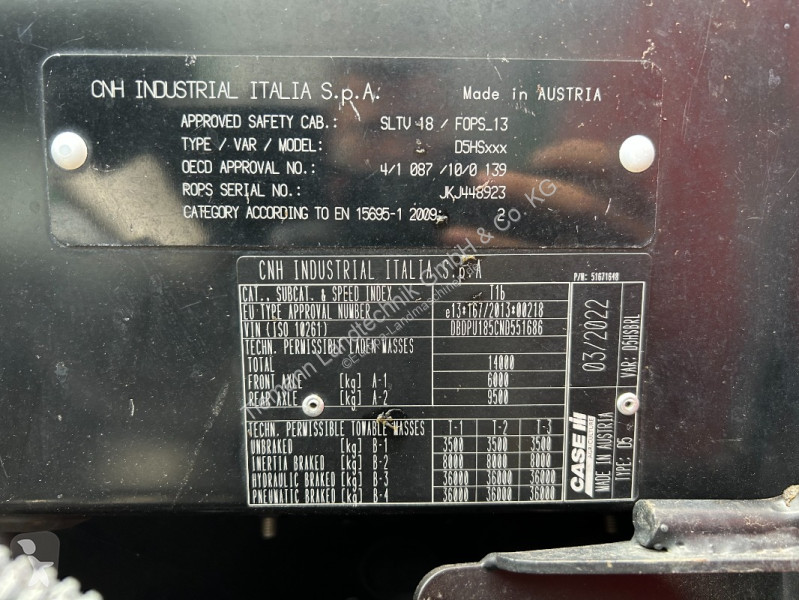 CNH INDUSTRIAL ITALIA S.p.A. Made in AUSTRIA
APPROVED SAFETY CAB.: SLTV 18 / FOPS_13
TYPE / VAR / MODEL: D5HSxxx
OECD APPROVAL NO.: 4/1 087 /10/0 139
ROPS SERIAL NO.: JKJ448923
CATEGORY ACCORDING TO EN 15695-1 2009: 2
CNH INDUSTRIAL ITALIA S.p.A
P/N: 51671640
CAT., SUBCAT. & SPEED INDEX T1b
EU TYPE APPROVAL NUMBER e13*167/2013*00218
VIN (ISO 10261) DBDPU185CND551686
TECHN. PERMISSIBLE LADEN MASSES
TOTAL 14000
FRONT AXLE [kg] A-1 6000
REAR AXLE [kg] A-2 9500
TECHN. PERMISSIBLE TOWABLE MASSES T-1 T-2 T-3
UNBRAKED [kg] B-1 3500 3500 3500
INERTIA BRAKED [kg] B-2 8000 8000 8000
HYDRAULIC BRAKED [kg] B-3 36000 36000 36000
PNEUMATIC BRAKED [kg] B-4 36000 36000 36000
03/2022
CASE IH
AGRICULTURE
MADE IN AUSTRIA
TYPE: D5 VAR: D5HSBRL
Landtechnik GmbH & Co. KG